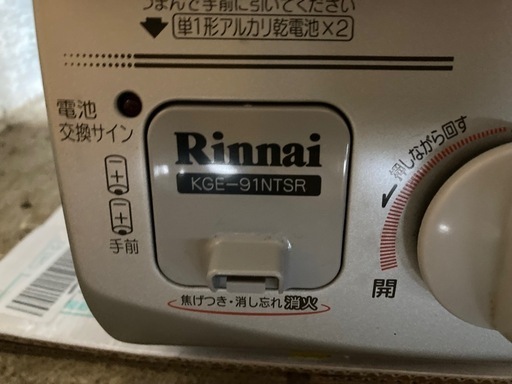 つまんで手前に引いてください
単1形アルカリ乾電池×2
電池
交換サイン
手前
Rinnai
KGE-91NTSR
焦げつき・消し忘れ 消火
押しながら回す
開